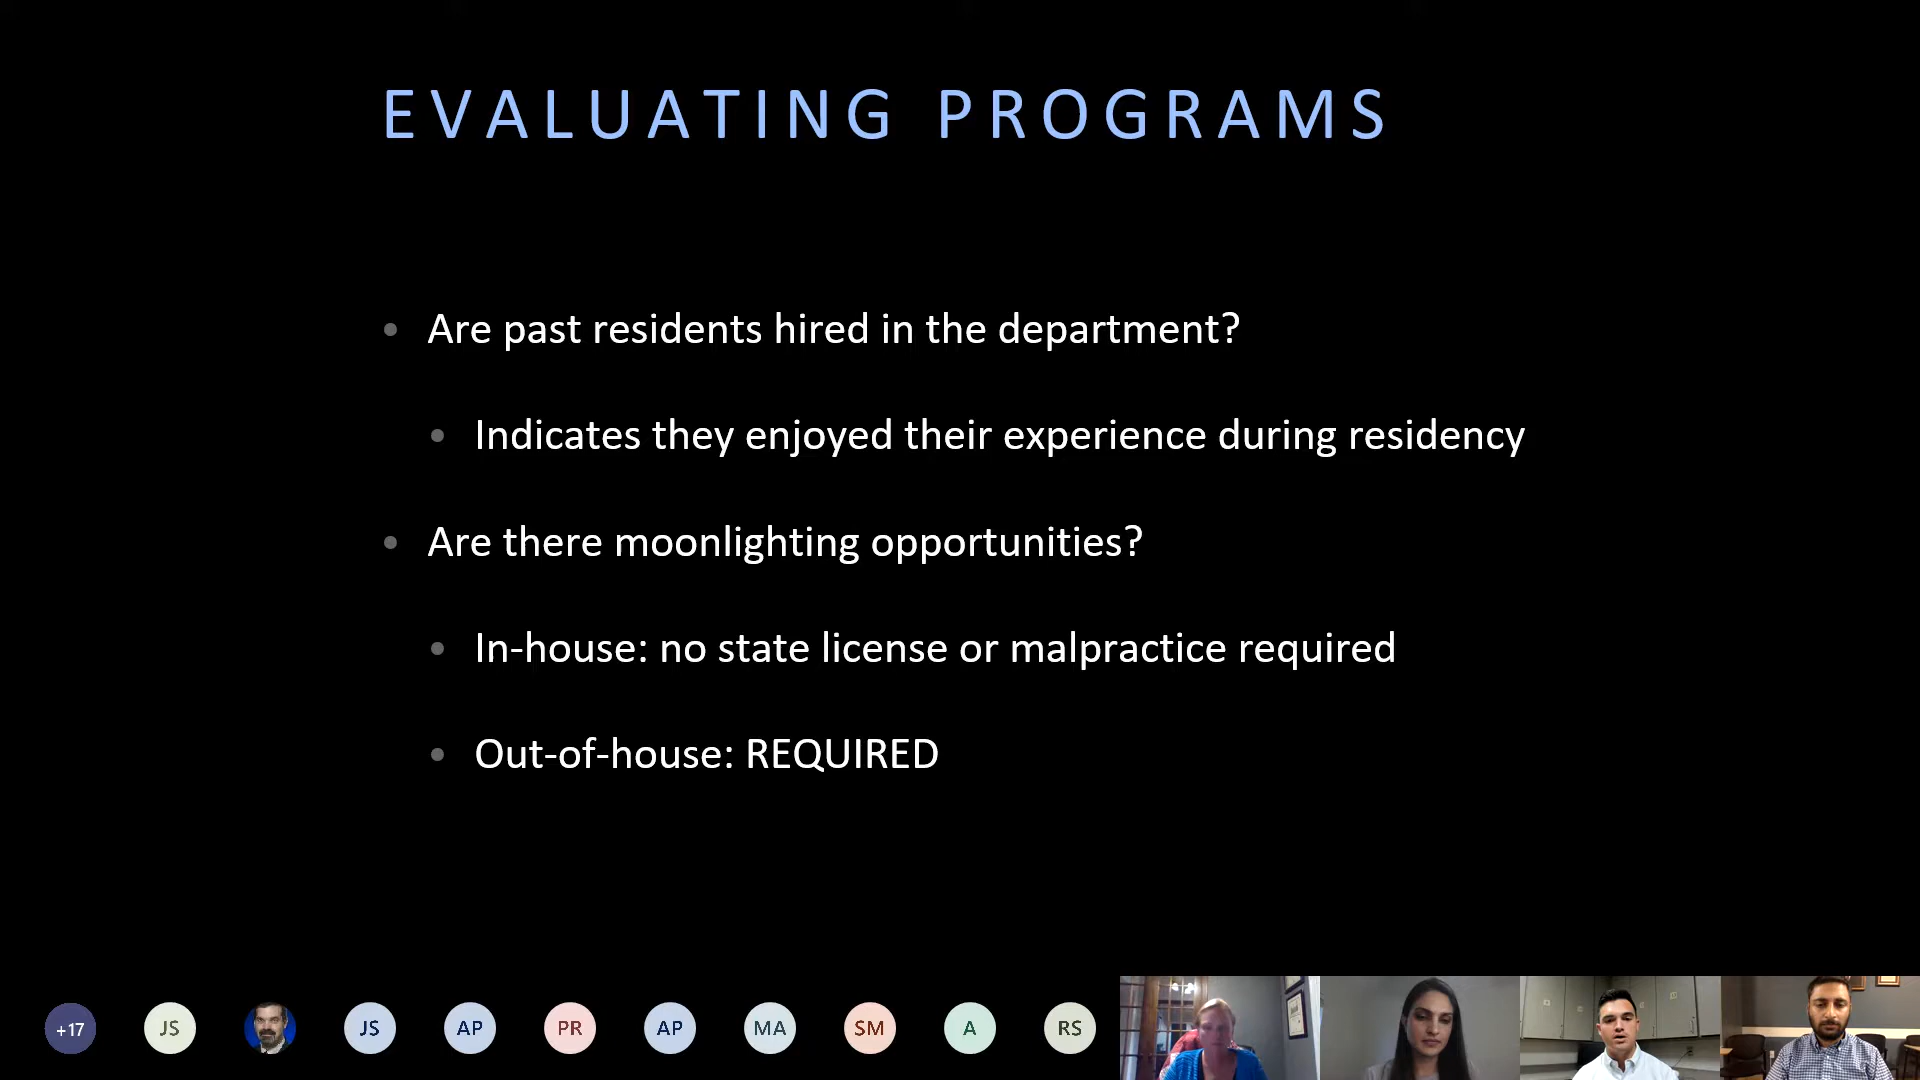 EVALUATING PROGRAMS
• Are past residents hired in the department?
• Indicates they enjoyed their experience during residency
• Are there moonlighting opportunities?
• In-house: no state license or malpractice required
• Out-of-house: REQUIRED
+17 JS JS AP PR AP MA SM A RS